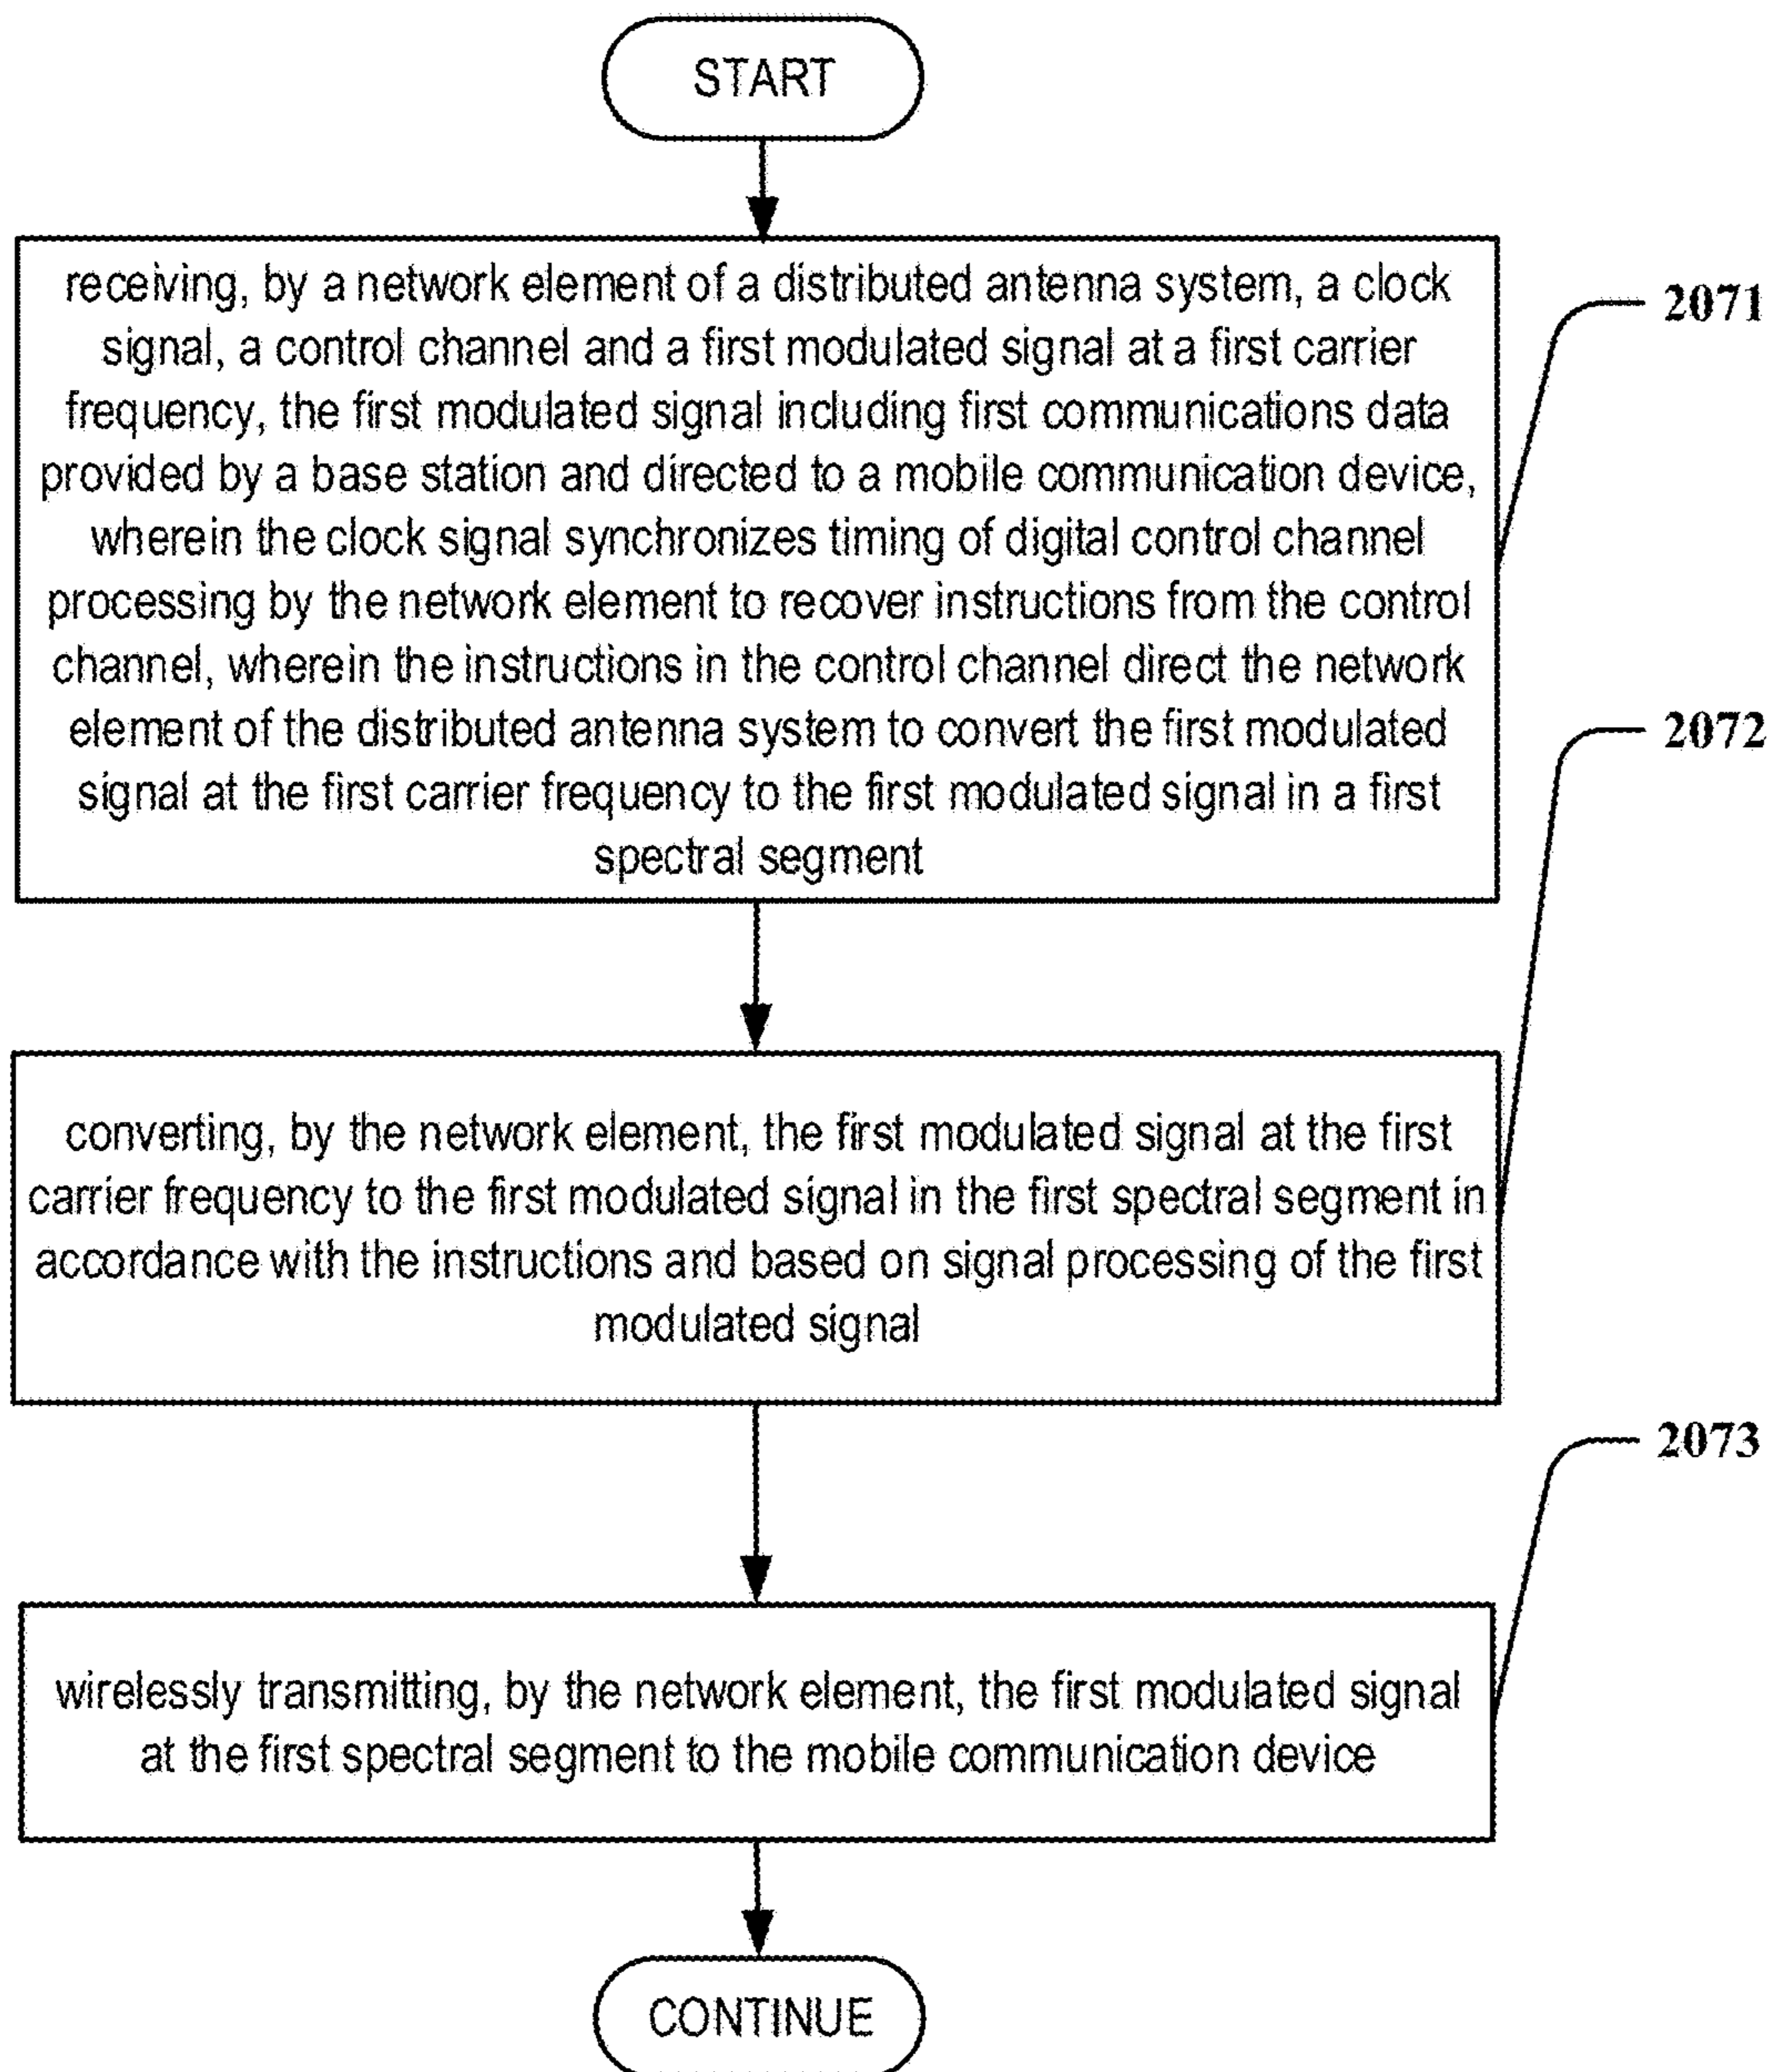 START
receiving, by a network element of a distributed antenna system, a clock
signal, a control channel and a first modulated signal at a first carrier
frequency, the first modulated signal including first communications data
provided by a base station and directed to a mobile communication device,
wherein the clock signal synchronizes timing of digital control channel
processing by the network element to recover instructions from the control
channel, wherein the instructions in the control channel direct the network
element of the distributed antenna system to convert the first modulated
signal at the first carrier frequency to the first modulated signal in a first
spectral segment
2071
converting, by the network element, the first modulated signal at the first
carrier frequency to the first modulated signal in the first spectral segment in
accordance with the instructions and based on signal processing of the first
modulated signal
2072
wirelessly transmitting, by the network element, the first modulated signal
at the first spectral segment to the mobile communication device
2073
CONTINUE